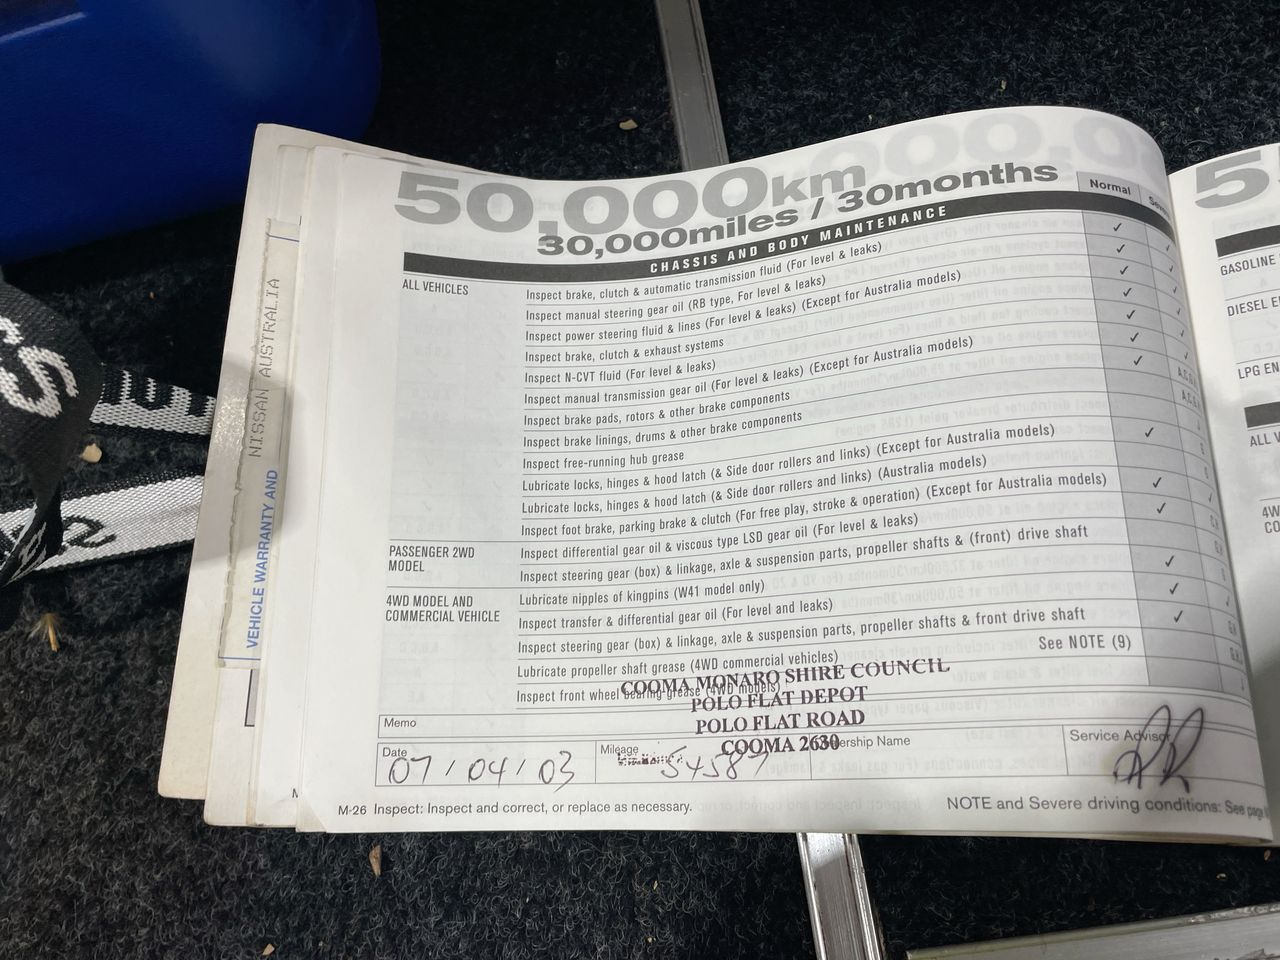 50,000km
30,000miles / 30months
Normal
CHASSIS AND BODY MAINTENANCE
ALL VEHICLES
Inspect brake, clutch & automatic transmission fluid (For level & leaks)
Inspect manual steering gear oil (RB type, For level & leaks)
Inspect power steering fluid & lines (For level & leaks) (Except for Australia models)
Inspect brake, clutch & exhaust systems
Inspect N-CVT fluid (For level & leaks)
Inspect manual transmission gear oil (For level & leaks) (Except for Australia models)
Inspect brake pads, rotors & other brake components
Inspect brake linings, drums & other brake components
Inspect free-running hub grease
Lubricate locks, hinges & hood latch (& Side door rollers and links) (Except for Australia models)
Lubricate locks, hinges & hood latch (& Side door rollers and links) (Australia models)
Inspect foot brake, parking brake & clutch (For free play, stroke & operation) (Except for Australia models)
PASSENGER 2WD
MODEL
Inspect differential gear oil & viscous type LSD gear oil (For level & leaks)
Inspect steering gear (box) & linkage, axle & suspension parts, propeller shafts & (front) drive shaft
4WD MODEL AND
COMMERCIAL VEHICLE
Lubricate nipples of kingpins (W41 model only)
Inspect transfer & differential gear oil (For level and leaks)
Inspect steering gear (box) & linkage, axle & suspension parts, propeller shafts & front drive shaft
Lubricate propeller shaft grease (4WD commercial vehicles)
See NOTE (9)
Inspect front wheel bearing grease (4WD models)
COOMA MONARO SHIRE COUNCIL
POLO FLAT DEPOT
POLO FLAT ROAD
COOMA 2630
Memo
Date
07/04/03
Mileage
54587
Name
Service Advisor
M-26 Inspect: Inspect and correct, or replace as necessary.
NOTE and Severe driving conditions: See page
NISSAN AUSTRALIA
VEHICLE WARRANTY AND
5
GASOLINE
LPG EN